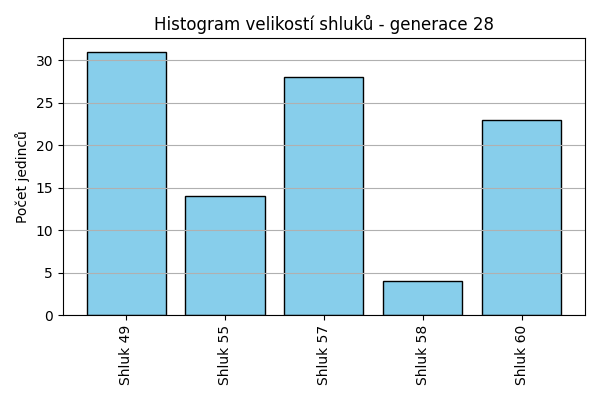 Histogram velikostí shluků - generace 28
Počet jedinců
30
25
20
15
10
5
0
Shluk 49
Shluk 55
Shluk 57
Shluk 58
Shluk 60